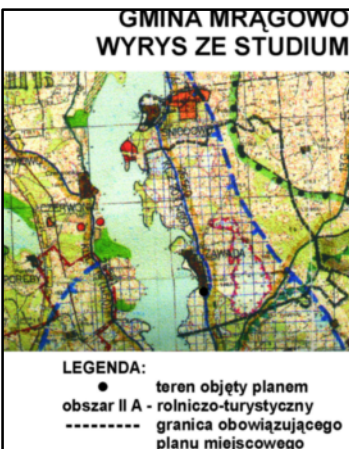 GMINA MRĄGOWO
WYRYS ZE STUDIUM
LEGENDA:
● teren objęty planem
obszar II A - rolniczo-turystyczny
--------- granica obowiązującego
planu miejscowego